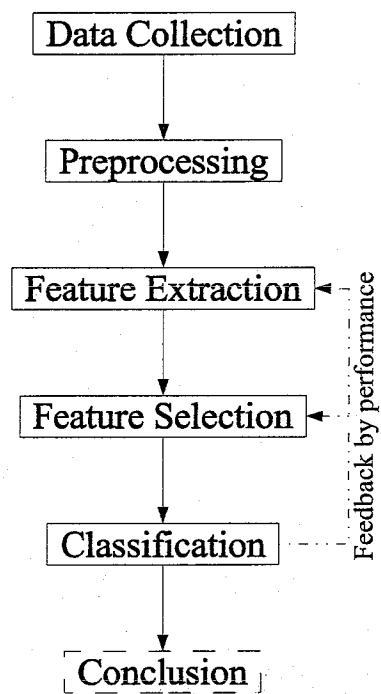 Data Collection
Preprocessing
Feature Extraction
Feature Selection
Classification
Conclusion
Feedback by performance